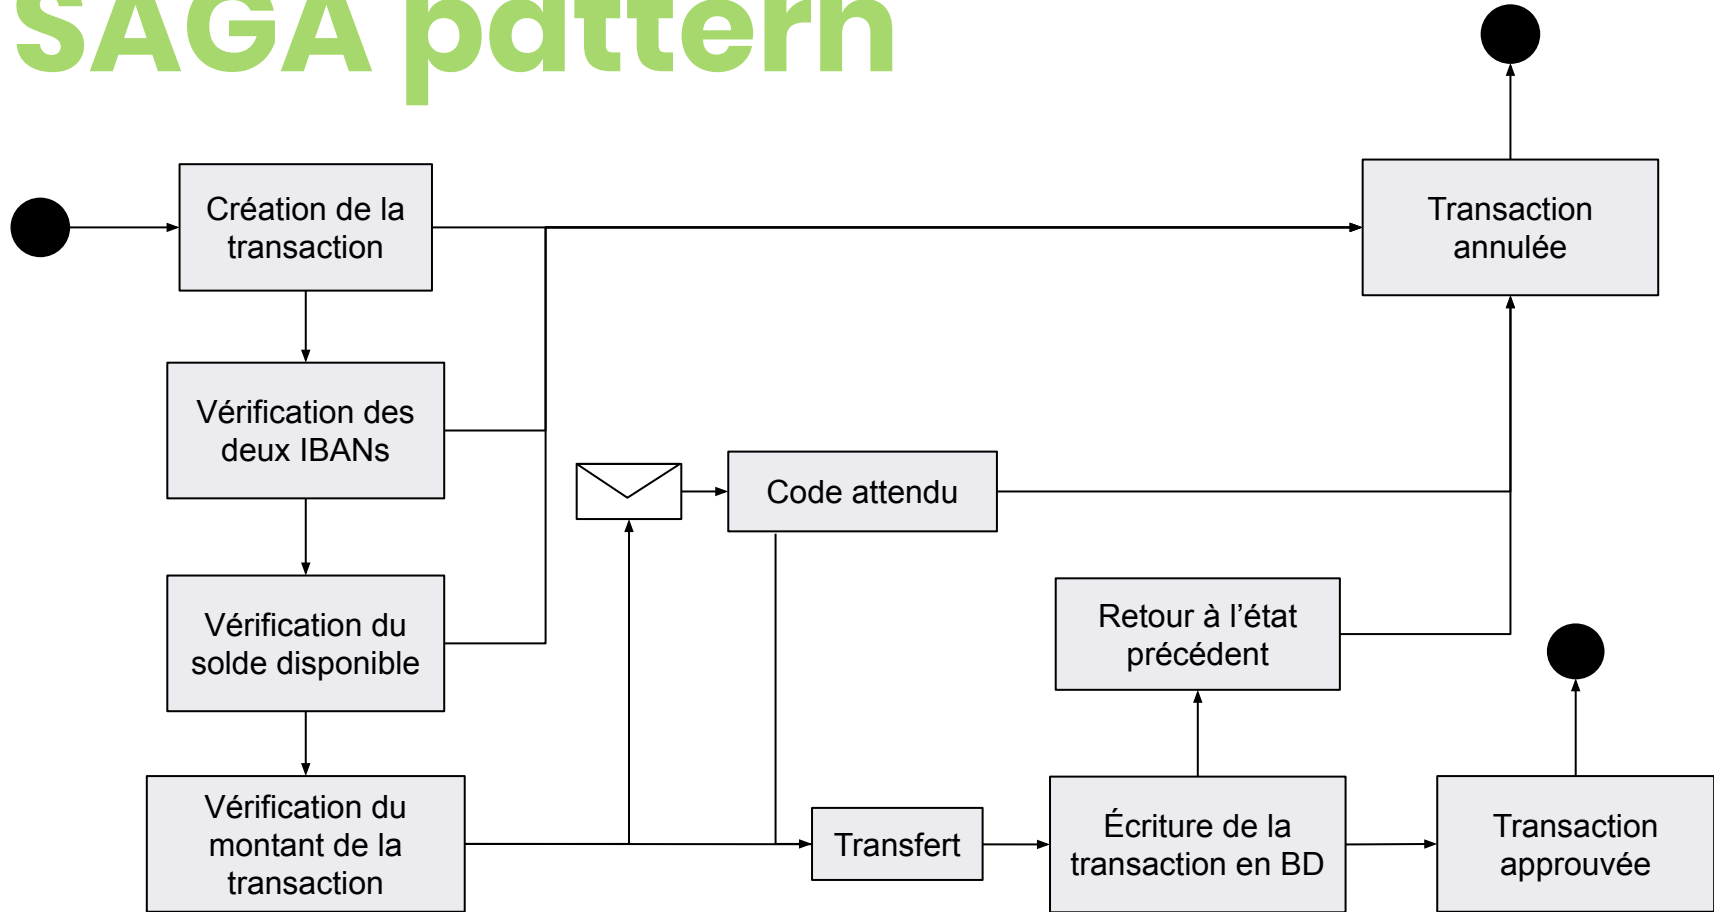 SAGA pattern
Création de la
transaction
Transaction
annulée
Vérification des
deux IBANs
Code attendu
Vérification du
solde disponible
Retour à l’état
précédent
Vérification du
montant de la
transaction
Transfert
Écriture de la
transaction en BD
Transaction
approuvée